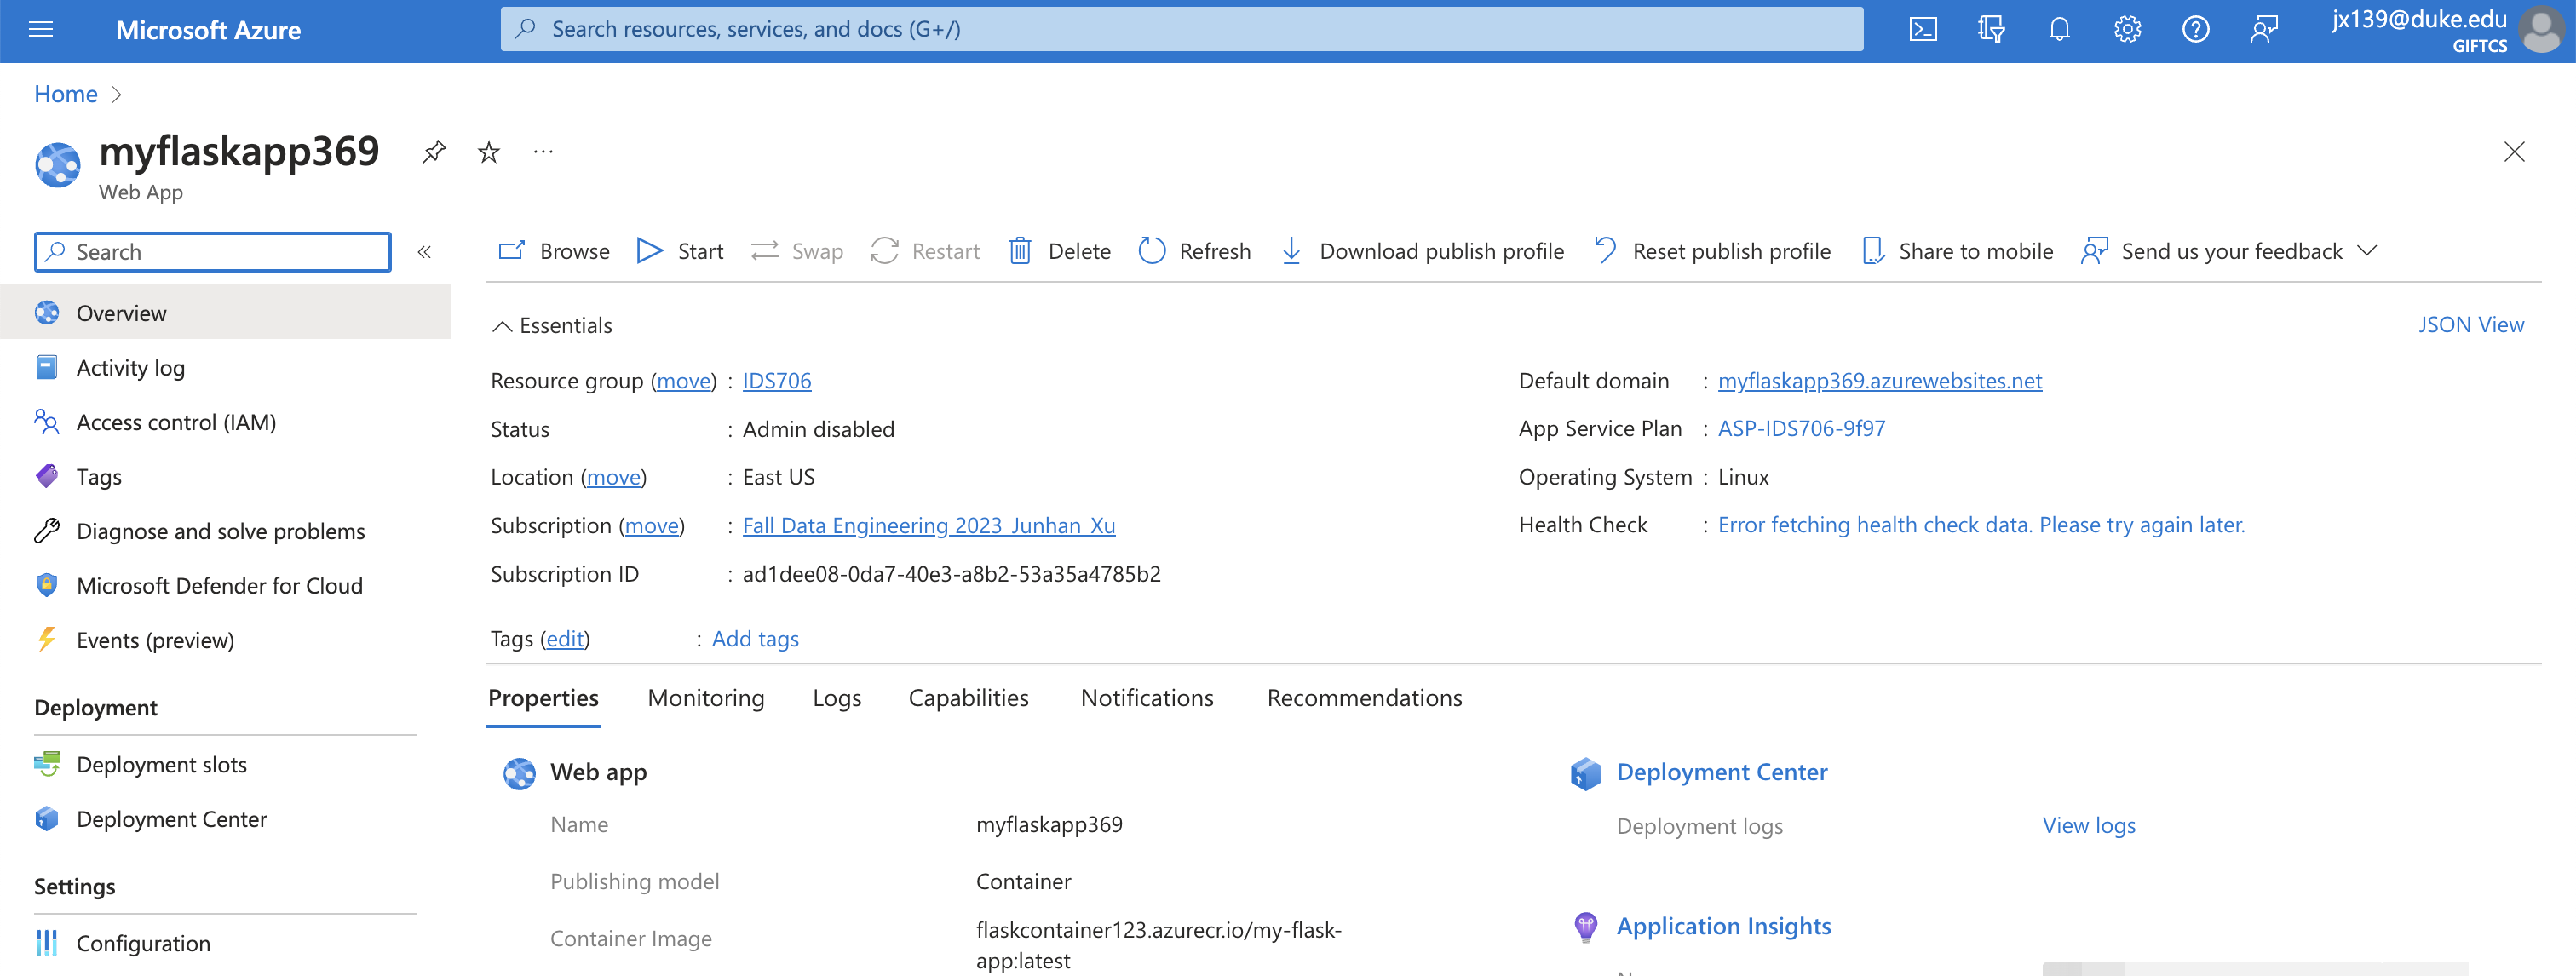 Microsoft Azure
Search resources, services, and docs (G+/)
jx139@duke.edu
GIFTCS
Home
myflaskapp369
Web App
Search
Browse
Start
Swap
Restart
Delete
Refresh
Download publish profile
Reset publish profile
Share to mobile
Send us your feedback
Overview
Activity log
Access control (IAM)
Tags
Diagnose and solve problems
Microsoft Defender for Cloud
Events (preview)
Deployment
Deployment slots
Deployment Center
Settings
Configuration
Essentials
JSON View
Resource group (move) : IDS706
Status : Admin disabled
Location (move) : East US
Subscription (move) : Fall Data Engineering 2023_Junhan_Xu
Subscription ID : ad1dee08-0da7-40e3-a8b2-53a35a4785b2
Default domain : myflaskapp369.azurewebsites.net
App Service Plan : ASP-IDS706-9f97
Operating System : Linux
Health Check : Error fetching health check data. Please try again later.
Tags (edit) : Add tags
Properties
Monitoring
Logs
Capabilities
Notifications
Recommendations
Web app
Name myflaskapp369
Publishing model Container
Container Image flaskcontainer123.azurecr.io/my-flask-
app:latest
Deployment Center
Deployment logs View logs
Application Insights